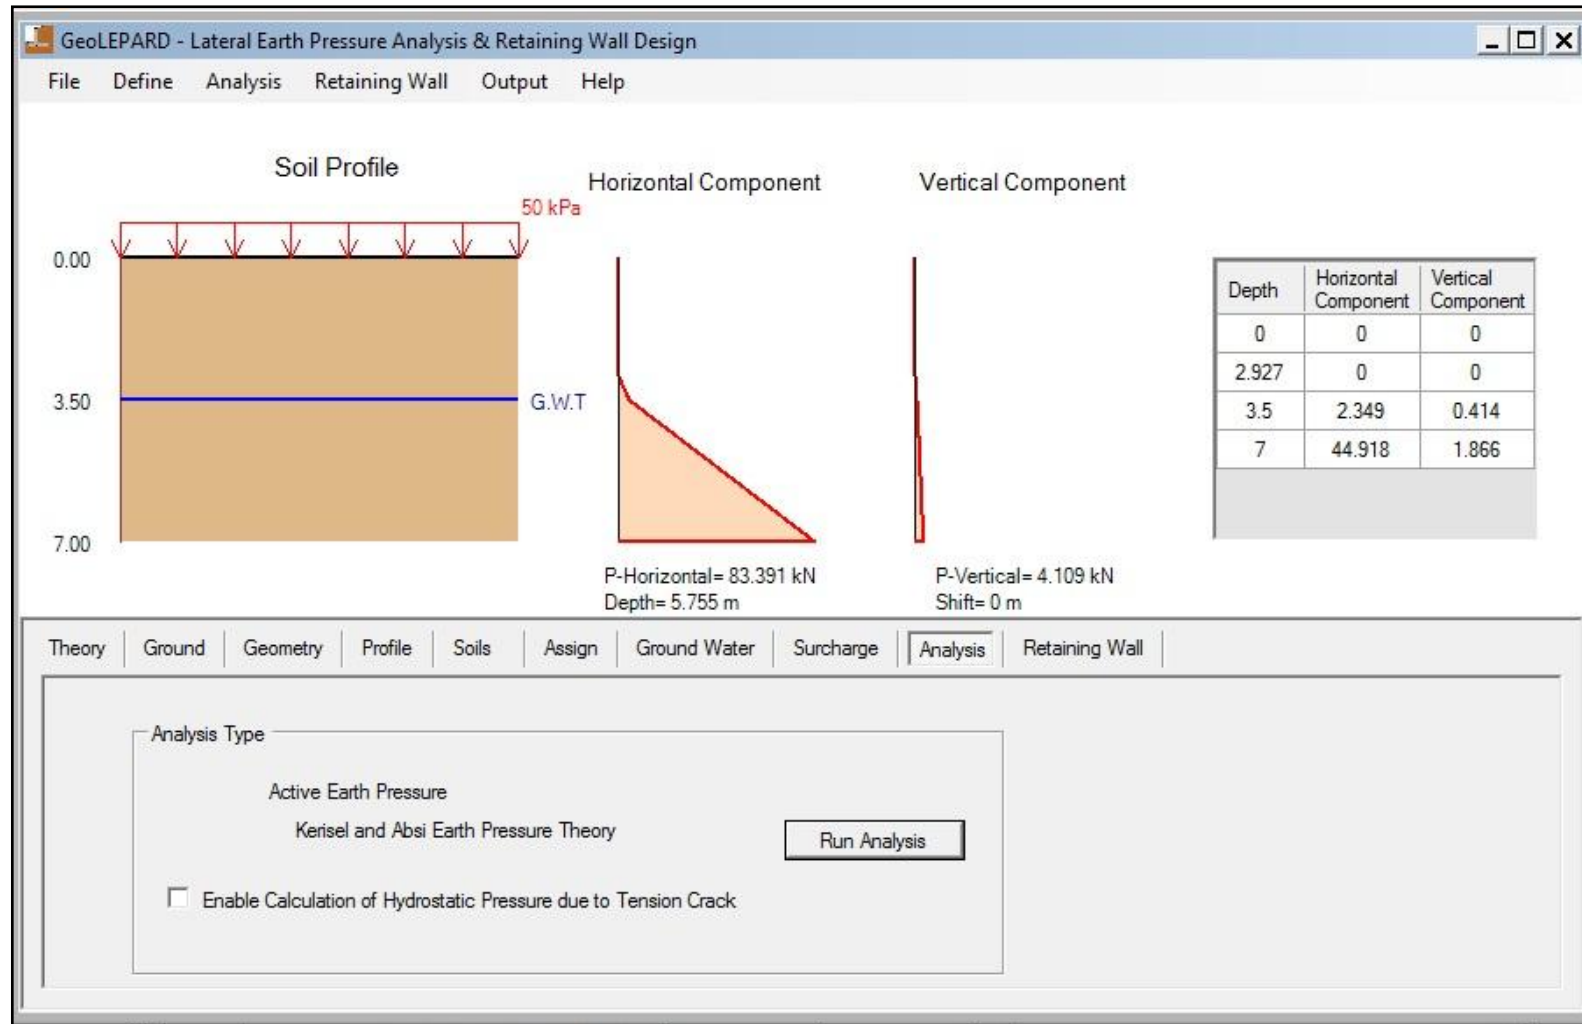 GeoLEPARD - Lateral Earth Pressure Analysis & Retaining Wall Design
File Define Analysis Retaining Wall Output Help
Soil Profile
Horizontal Component
Vertical Component
50 kPa
0.00
3.50
G.W.T
7.00
Depth Horizontal Component Vertical Component
0 0 0
2.927 0 0
3.5 2.349 0.414
7 44.918 1.866
P-Horizontal= 83.391 kN
Depth= 5.755 m
P-Vertical= 4.109 kN
Shift= 0 m
Theory Ground Geometry Profile Soils Assign Ground Water Surcharge Analysis Retaining Wall
Analysis Type
Active Earth Pressure
Kerisel and Absi Earth Pressure Theory
Run Analysis
Enable Calculation of Hydrostatic Pressure due to Tension Crack